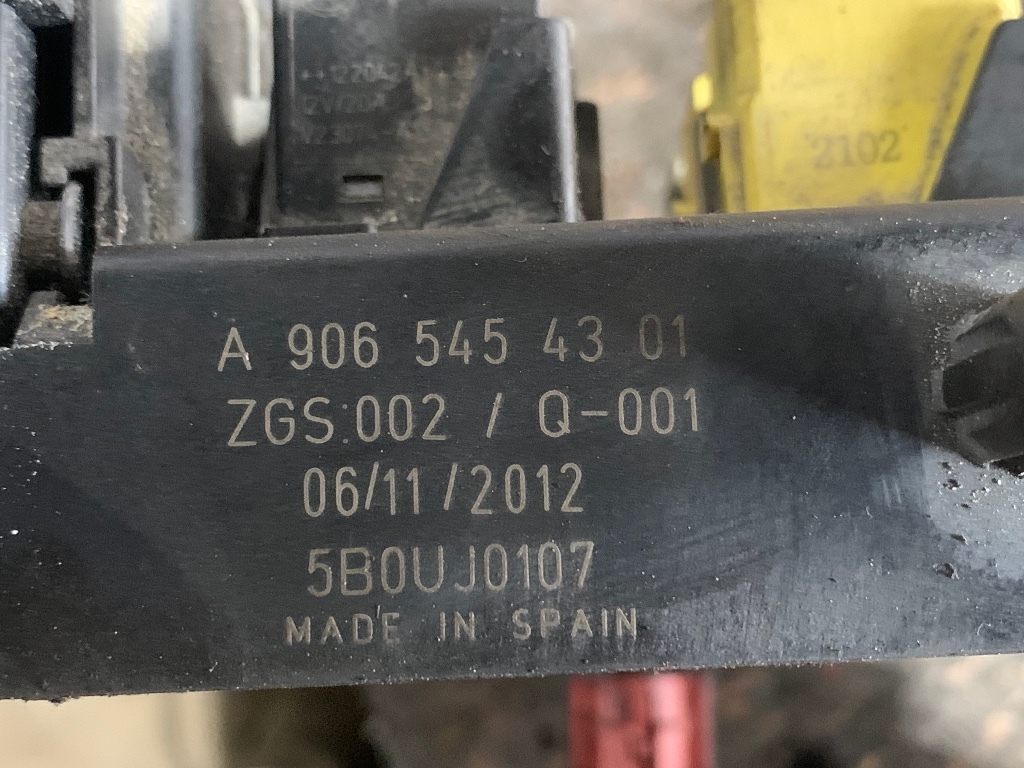 2102
A 906 545 43 01
ZGS:002 / Q-001
06/11/2012
5B0UJ0107
MADE IN SPAIN